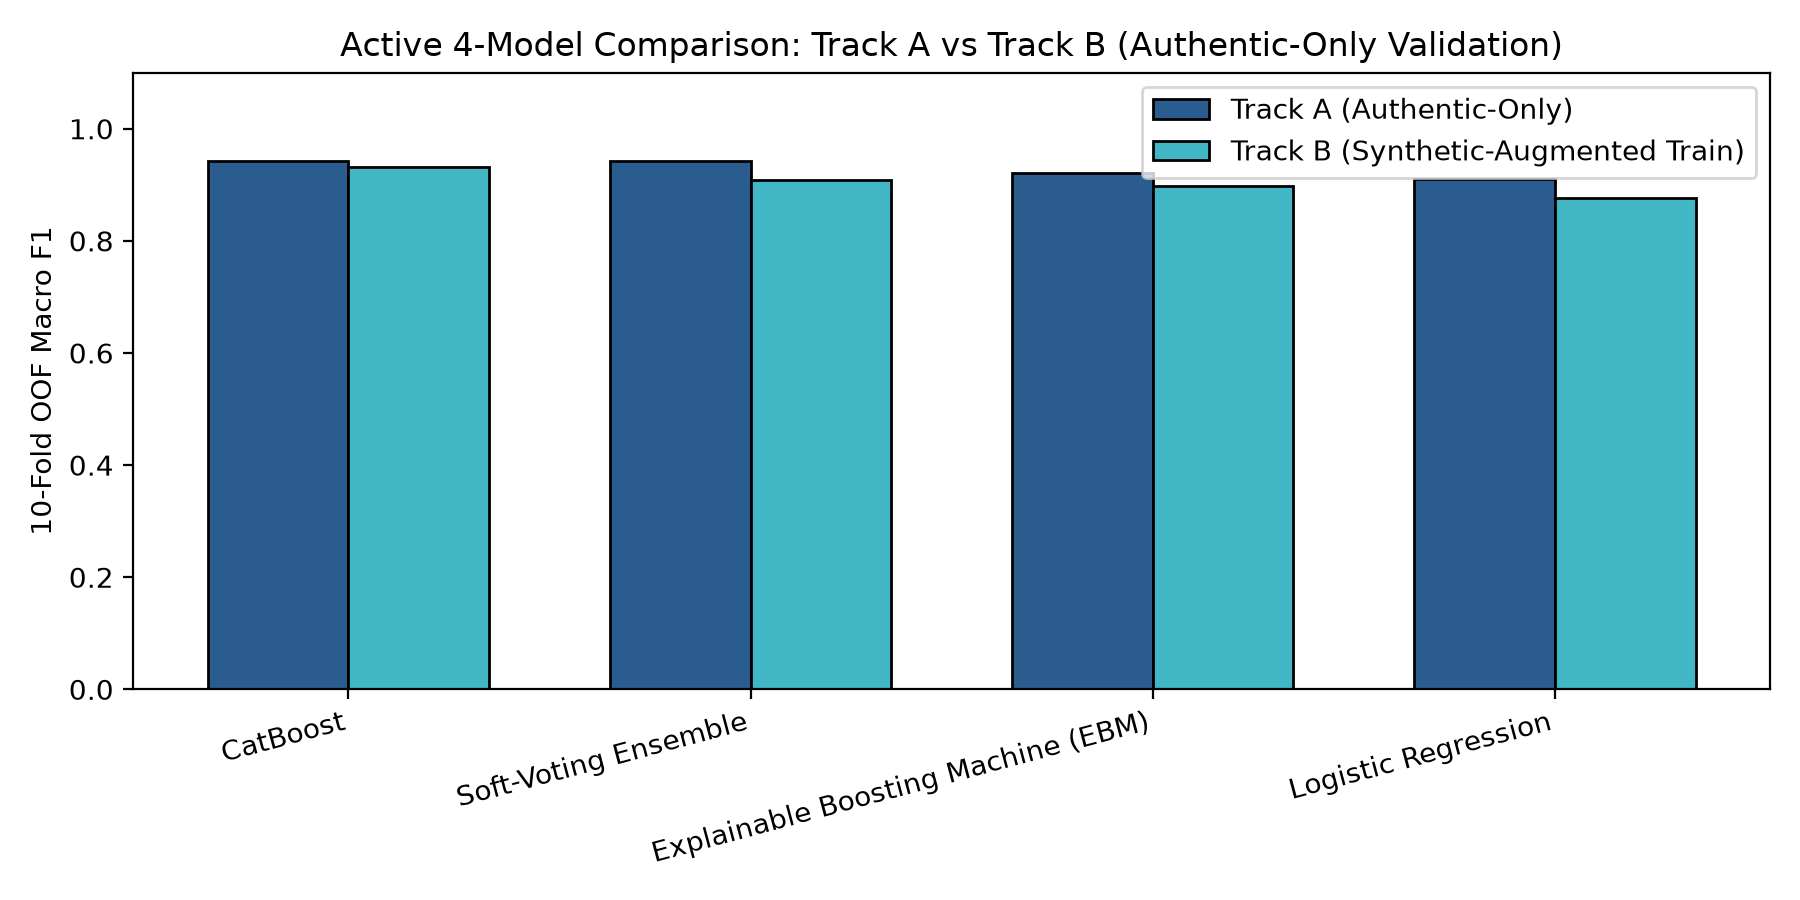 Active 4-Model Comparison: Track A vs Track B (Authentic-Only Validation)
Track A (Authentic-Only)
Track B (Synthetic-Augmented Train)
10-Fold OOF Macro F1
1.0
0.8
0.6
0.4
0.2
0.0
CatBoost
Soft-Voting Ensemble
Explainable Boosting Machine (EBM)
Logistic Regression